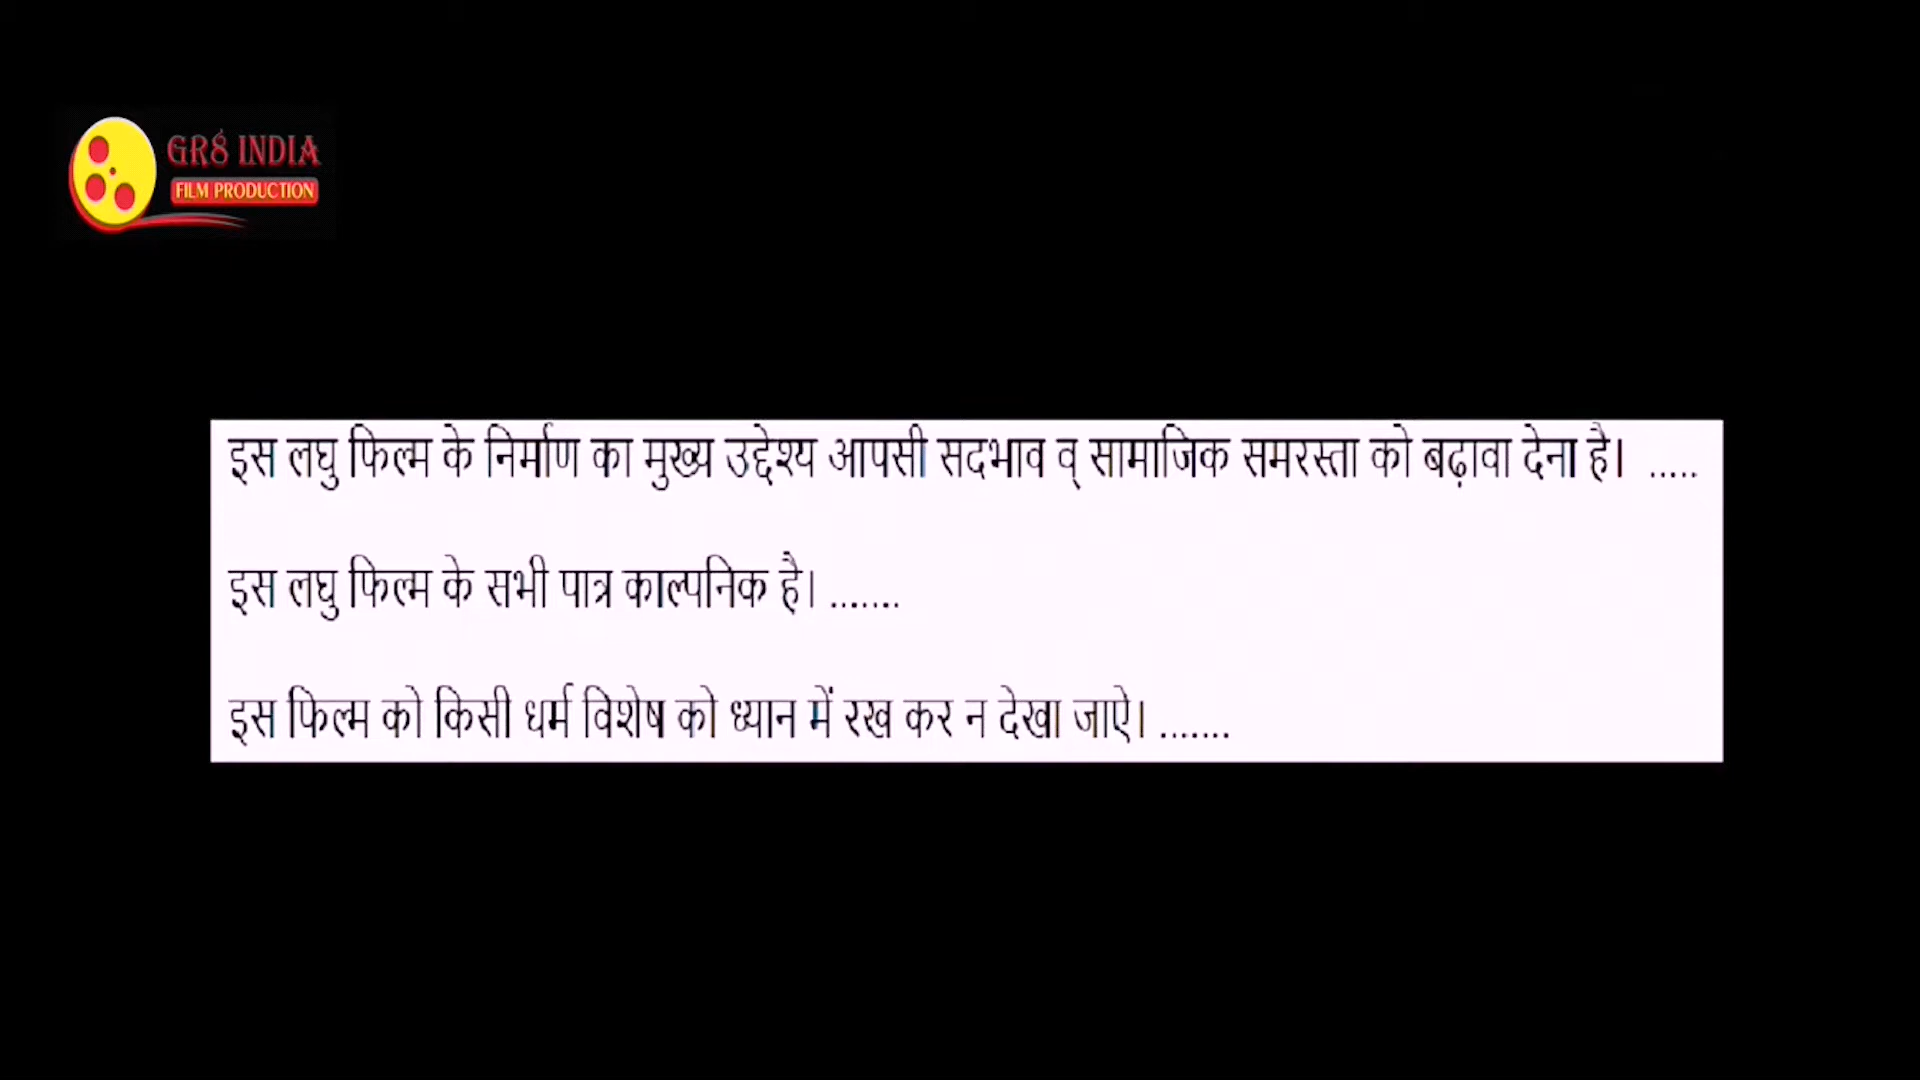 GR8 INDIA
FILM PRODUCTION
इस लघु फिल्म के निर्माण का मुख्य उद्देश्य आपसी सदभाव व् सामाजिक समरस्ता को बढ़ावा देना है। .....
इस लघु फिल्म के सभी पात्र काल्पनिक है। .......
इस फिल्म को किसी धर्म विशेष को ध्यान में रख कर न देखा जाऐ। .......